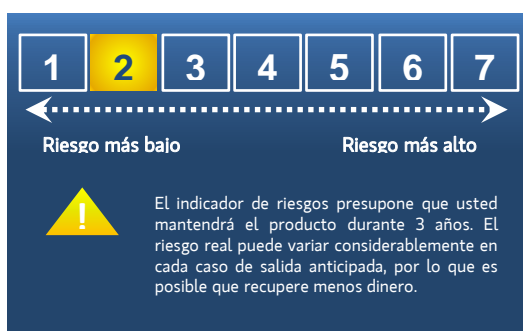 1 2 3 4 5 6 7
Riesgo más bajo Riesgo más alto
!
El indicador de riesgos presupone que usted
mantendrá el producto durante 3 años. El
riesgo real puede variar considerablemente en
cada caso de salida anticipada, por lo que es
posible que recupere menos dinero.